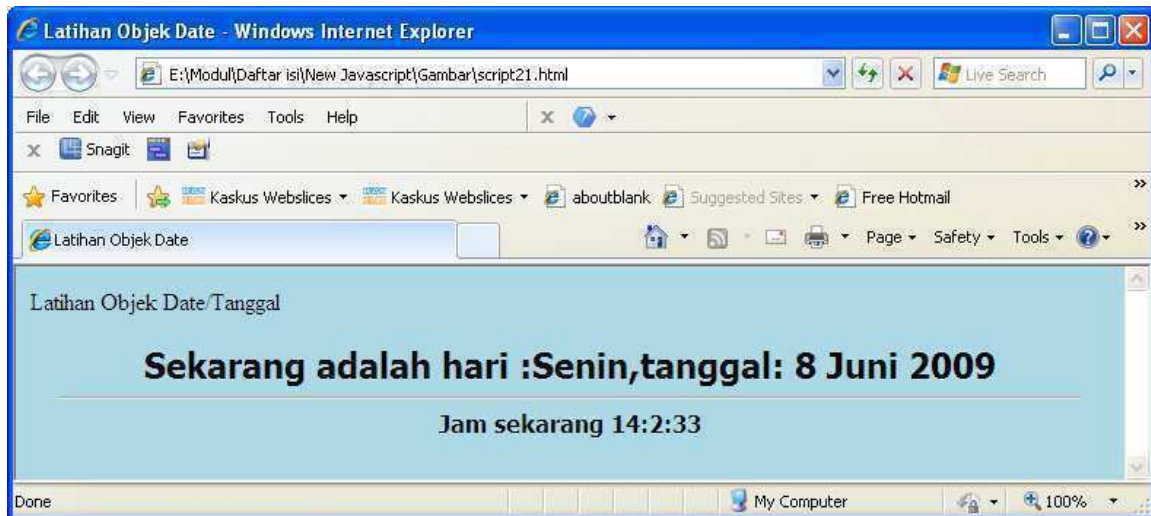 Latihan Objek Date - Windows Internet Explorer
E:\Modul\Daftar isi\New Javascript\Gambar\script21.html
Live Search
File Edit View Favorites Tools Help x
x Snagit
Favorites Kaskus Webslices Kaskus Webslices aboutblank Suggested Sites Free Hotmail »
Latihan Objek Date Page Safety Tools »
Latihan Objek Date/Tanggal
Sekarang adalah hari :Senin,tanggal: 8 Juni 2009
Jam sekarang 14:2:33
Done My Computer 100%